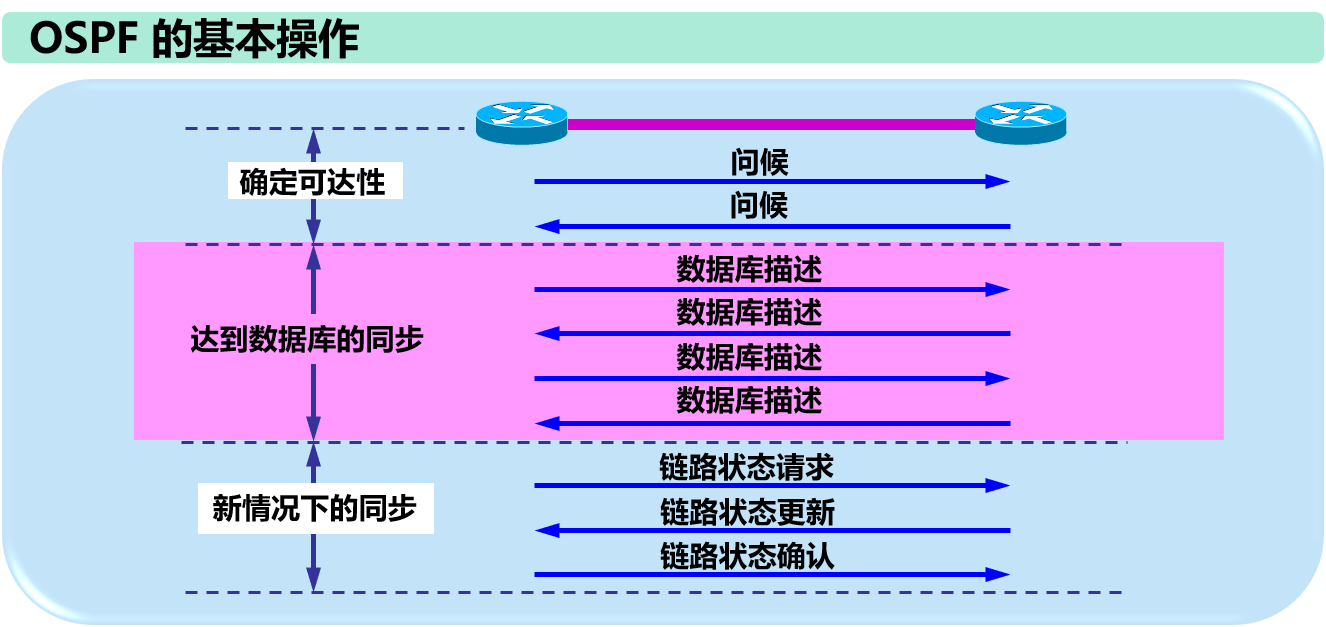 OSPF 的基本操作
问候
确定可达性
问候
数据库描述
数据库描述
达到数据库的同步
数据库描述
数据库描述
链路状态请求
新情况下的同步
链路状态更新
链路状态确认